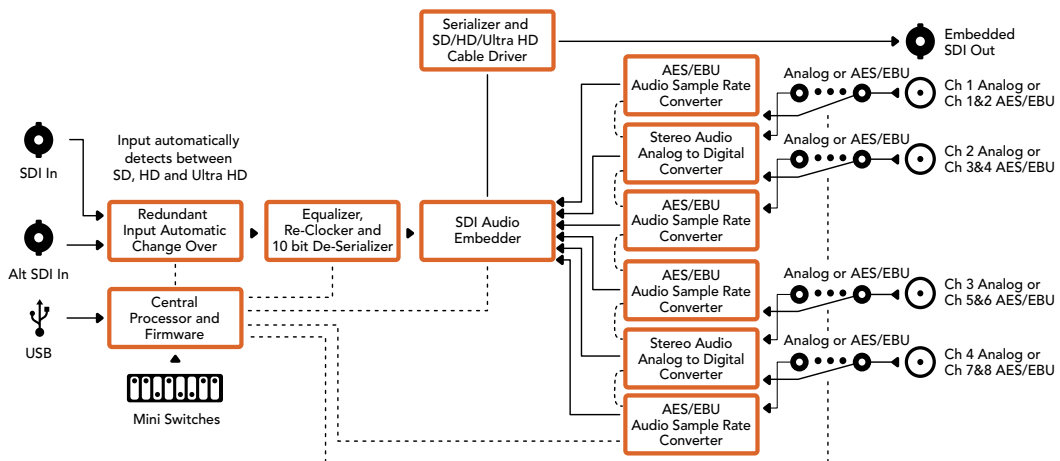 Serializer and
SD/HD/Ultra HD
Cable Driver
Embedded
SDI Out
AES/EBU
Audio Sample Rate
Converter
Analog or AES/EBU
Ch 1 Analog or
Ch 1&2 AES/EBU
SDI In
Input automatically
detects between
SD, HD and Ultra HD
Stereo Audio
Analog to Digital
Converter
Analog or AES/EBU
Ch 2 Analog or
Ch 3&4 AES/EBU
Alt SDI In
Redundant
Input Automatic
Change Over
Equalizer,
Re-Clocker and
10 bit De-Serializer
SDI Audio
Embedder
AES/EBU
Audio Sample Rate
Converter
USB
Central
Processor and
Firmware
AES/EBU
Audio Sample Rate
Converter
Analog or AES/EBU
Ch 3 Analog or
Ch 5&6 AES/EBU
Stereo Audio
Analog to Digital
Converter
Analog or AES/EBU
Ch 4 Analog or
Ch 7&8 AES/EBU
Mini Switches
AES/EBU
Audio Sample Rate
Converter